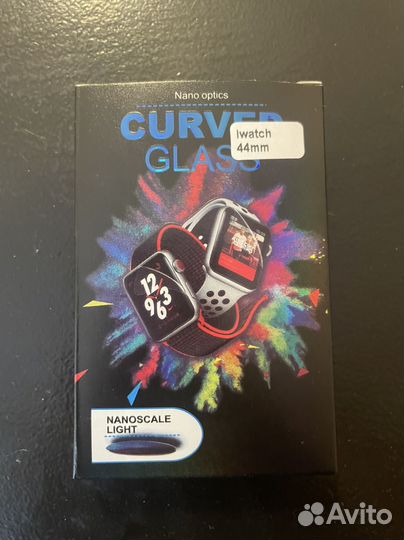 Nano optics
CURVED
Iwatch
44mm
GLASS
12
9 3
6
NANOSCALE
LIGHT
Avito